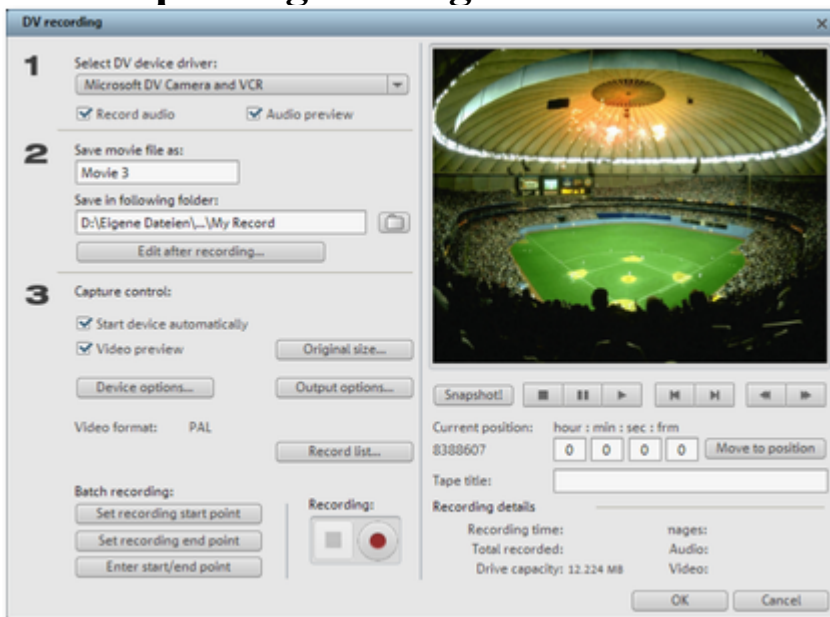 DV recording
1
Select DV device driver:
Microsoft DV Camera and VCR
Record audio Audio preview
2
Save movie file as:
Movie 3
Save in following folder:
D:\Eigene Dateien\...\My Record
Edit after recording...
3
Capture control:
Start device automatically
Video preview Original size...
Device options... Output options...
Video format: PAL
Record list...
Batch recording:
Set recording start point
Set recording end point
Enter start/end point
Recording:
Snapshot!
Current position: hour : min : sec : frm
8388607 0 0 0 0 Move to position
Tape title:
Recording details
Recording time: nages:
Total recorded: Audio:
Drive capacity: 12.224 MB Video:
OK Cancel